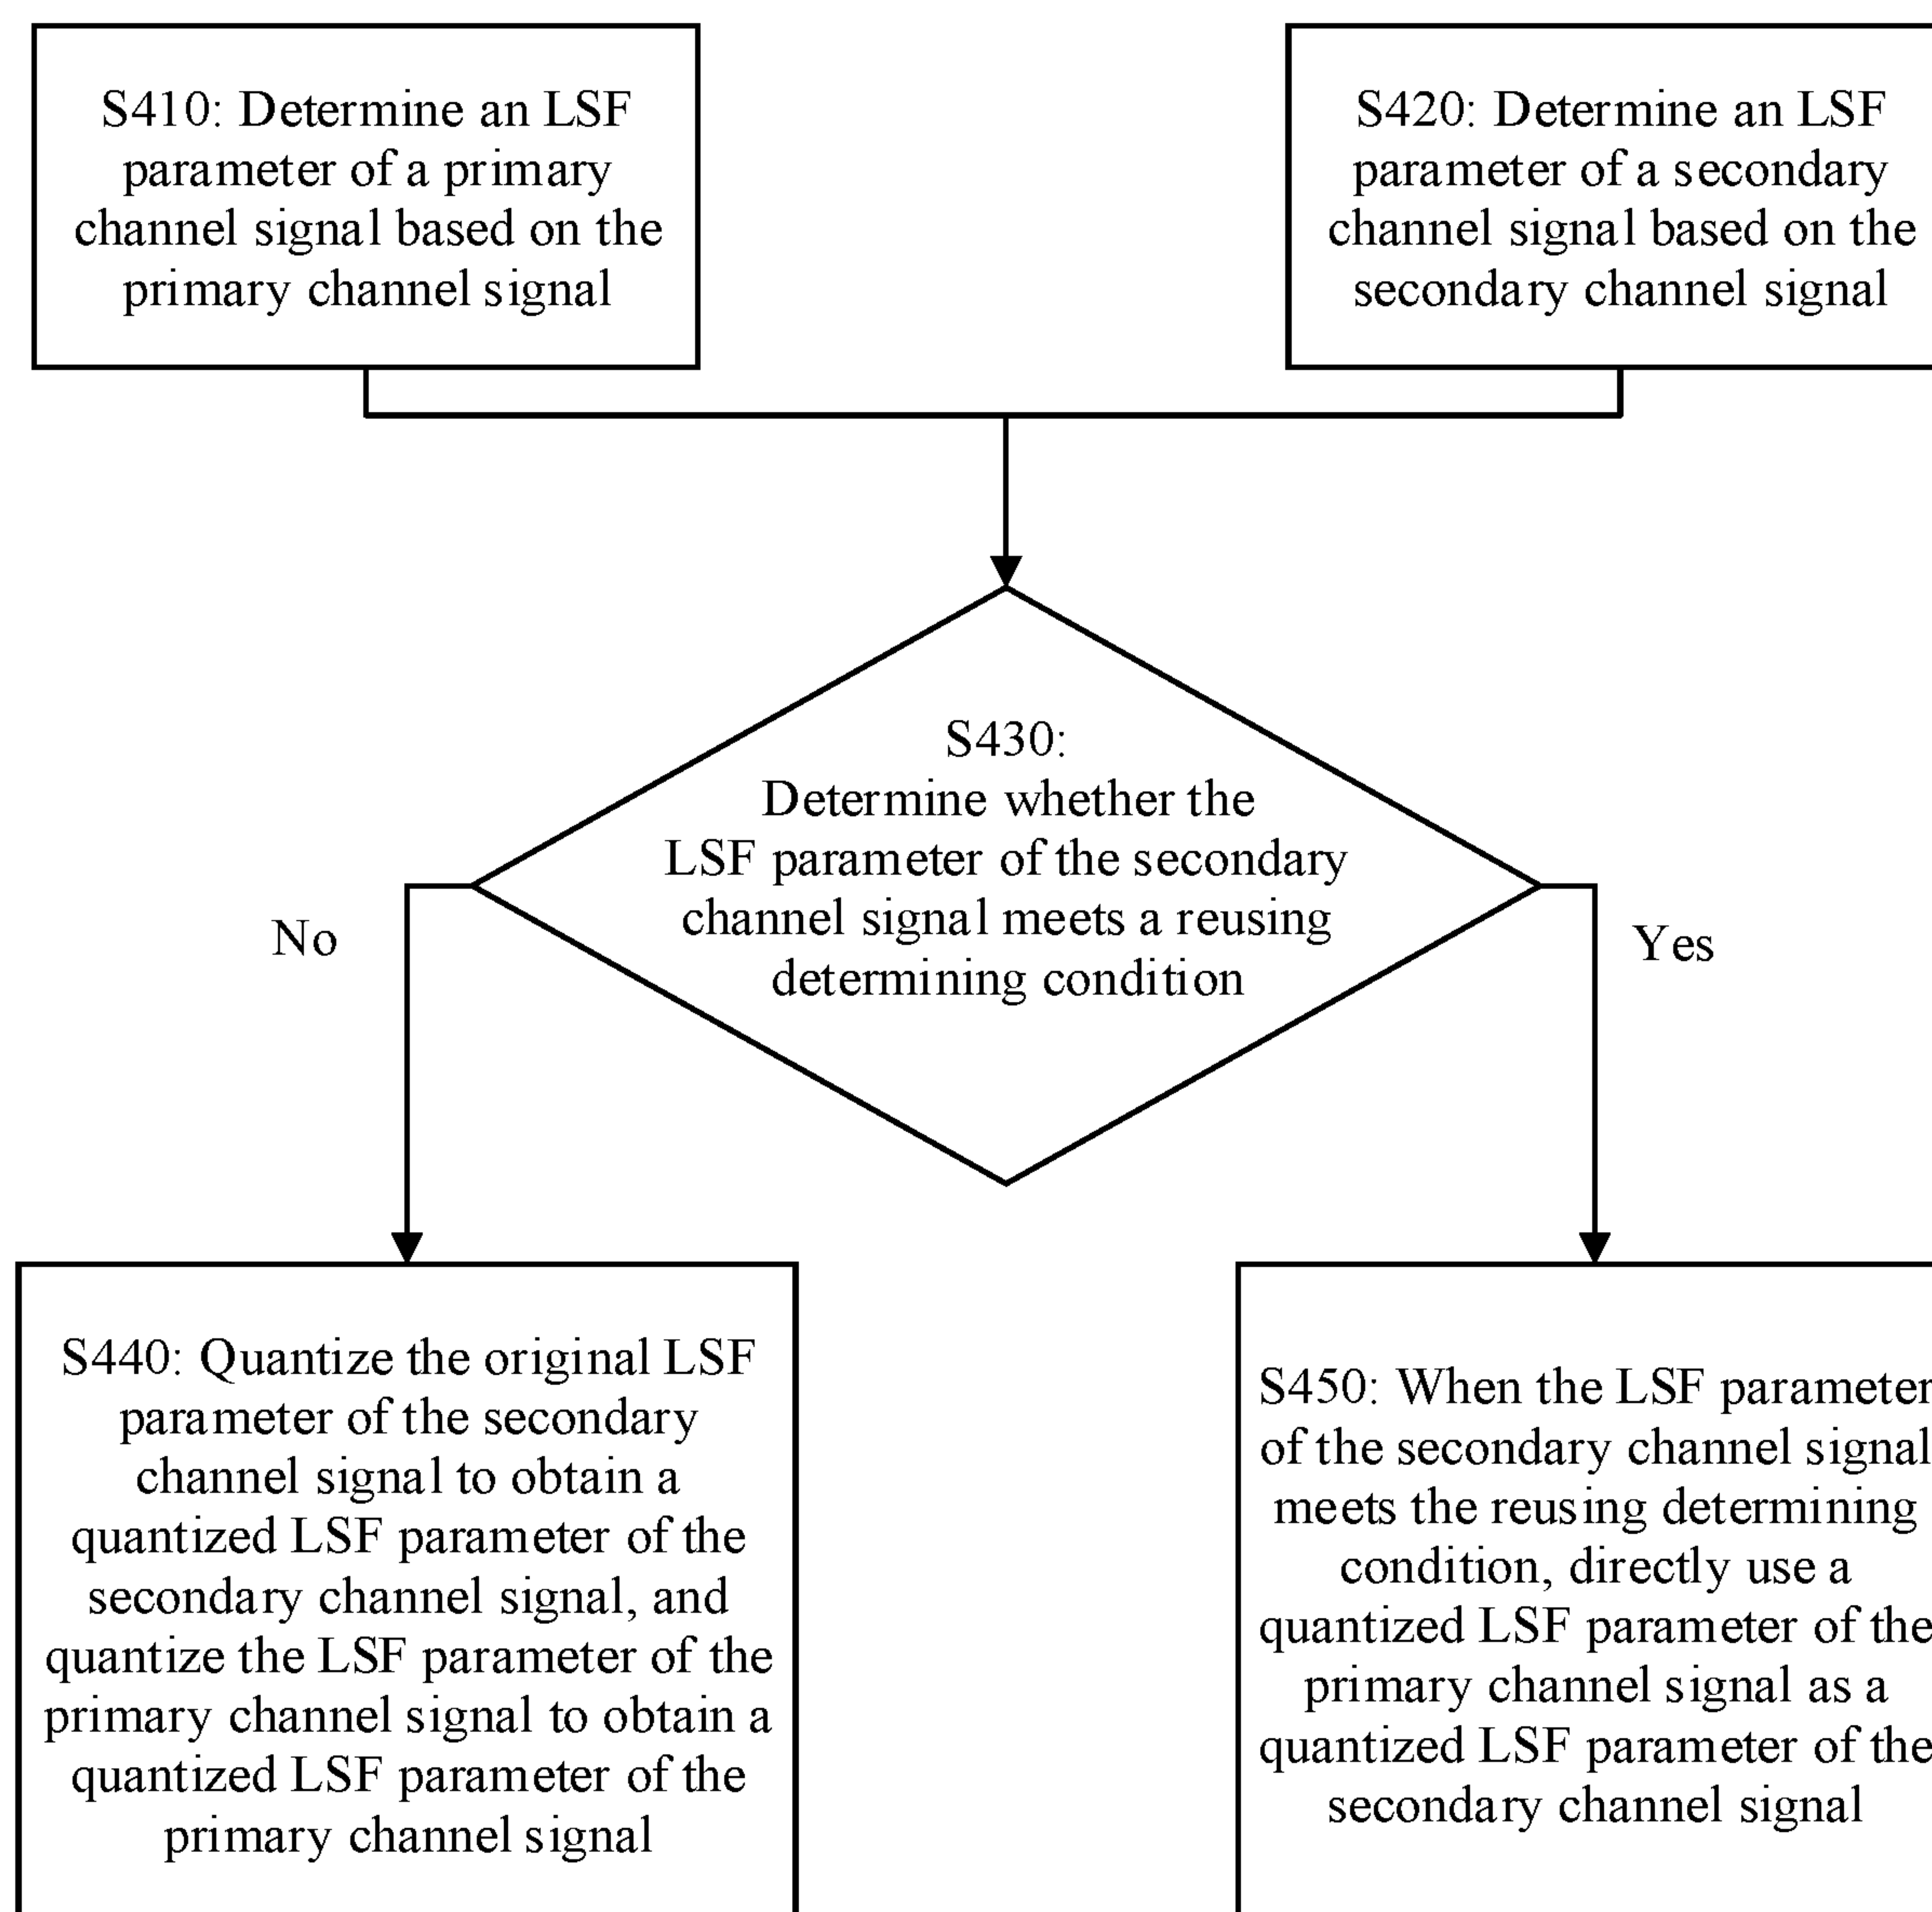 S410: Determine an LSF
parameter of a primary
channel signal based on the
primary channel signal
S420: Determine an LSF
parameter of a secondary
channel signal based on the
secondary channel signal
S430:
Determine whether the
LSF parameter of the secondary
channel signal meets a reusing
determining condition
No
Yes
S440: Quantize the original LSF
parameter of the secondary
channel signal to obtain a
quantized LSF parameter of the
secondary channel signal, and
quantize the LSF parameter of the
primary channel signal to obtain a
quantized LSF parameter of the
primary channel signal
S450: When the LSF parameter
of the secondary channel signal
meets the reusing determining
condition, directly use a
quantized LSF parameter of the
primary channel signal as a
quantized LSF parameter of the
secondary channel signal